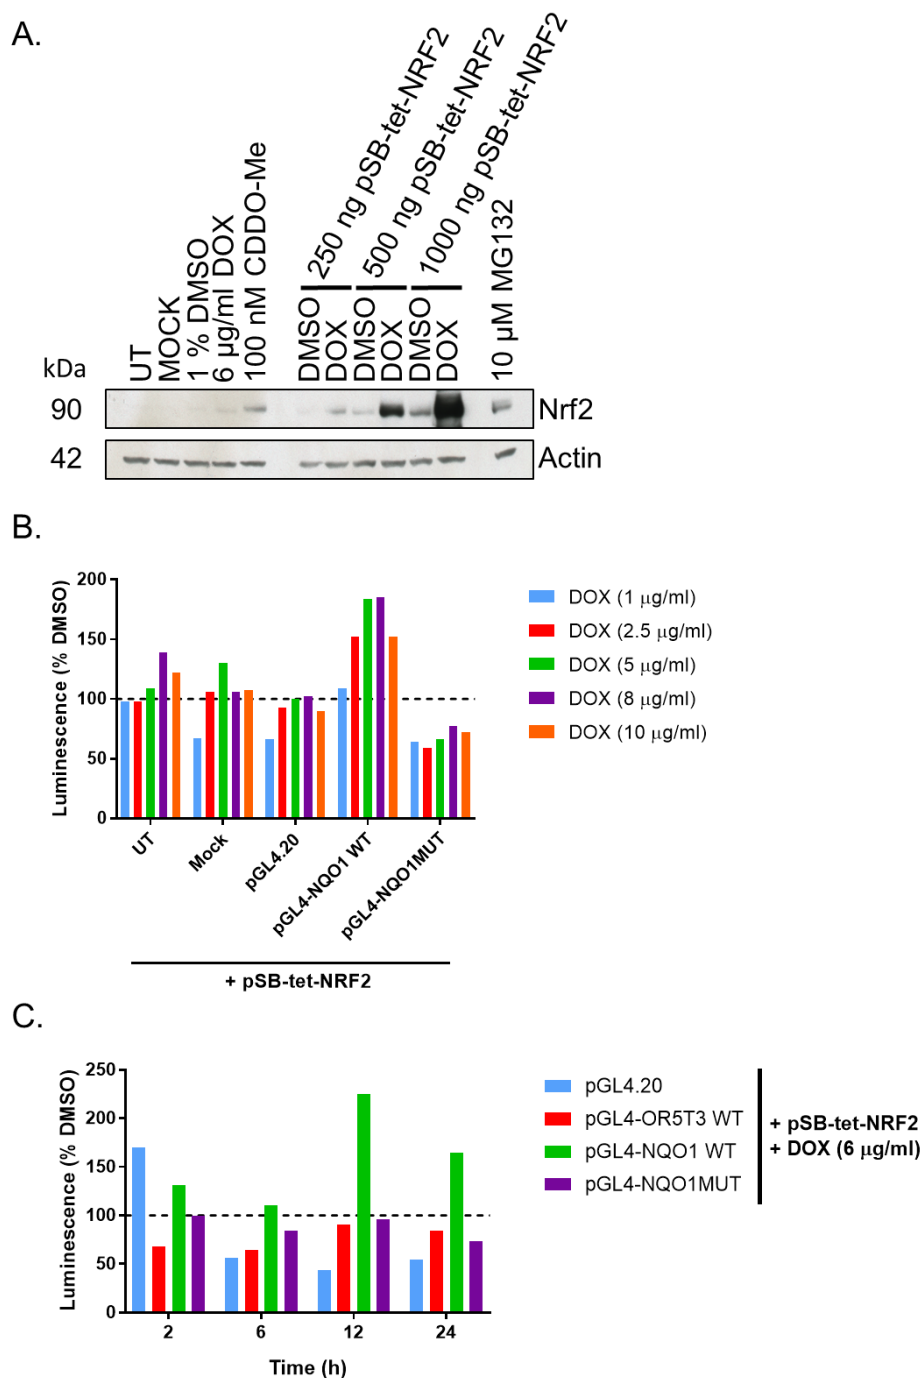 A.
UT
MOCK
1 % DMSO
6 µg/ml DOX
100 nM CDDO-Me
250 ng pSB-tet-NRF2
500 ng pSB-tet-NRF2
1000 ng pSB-tet-NRF2
DMSO
DOX
DMSO
DOX
DMSO
DOX
10 µM MG132
kDa
90
Nrf2
42
Actin
B.
Luminescence (% DMSO)
200
150
100
50
0
UT
Mock
pGL4.20
pGL4-NQO1 WT
pGL4-NQO1MUT
+ pSB-tet-NRF2
DOX (1 µg/ml)
DOX (2.5 µg/ml)
DOX (5 µg/ml)
DOX (8 µg/ml)
DOX (10 µg/ml)
C.
Luminescence (% DMSO)
250
200
150
100
50
0
2
6
12
24
Time (h)
pGL4.20
pGL4-OR5T3 WT
pGL4-NQO1 WT
pGL4-NQO1MUT
+ pSB-tet-NRF2
+ DOX (6 µg/ml)